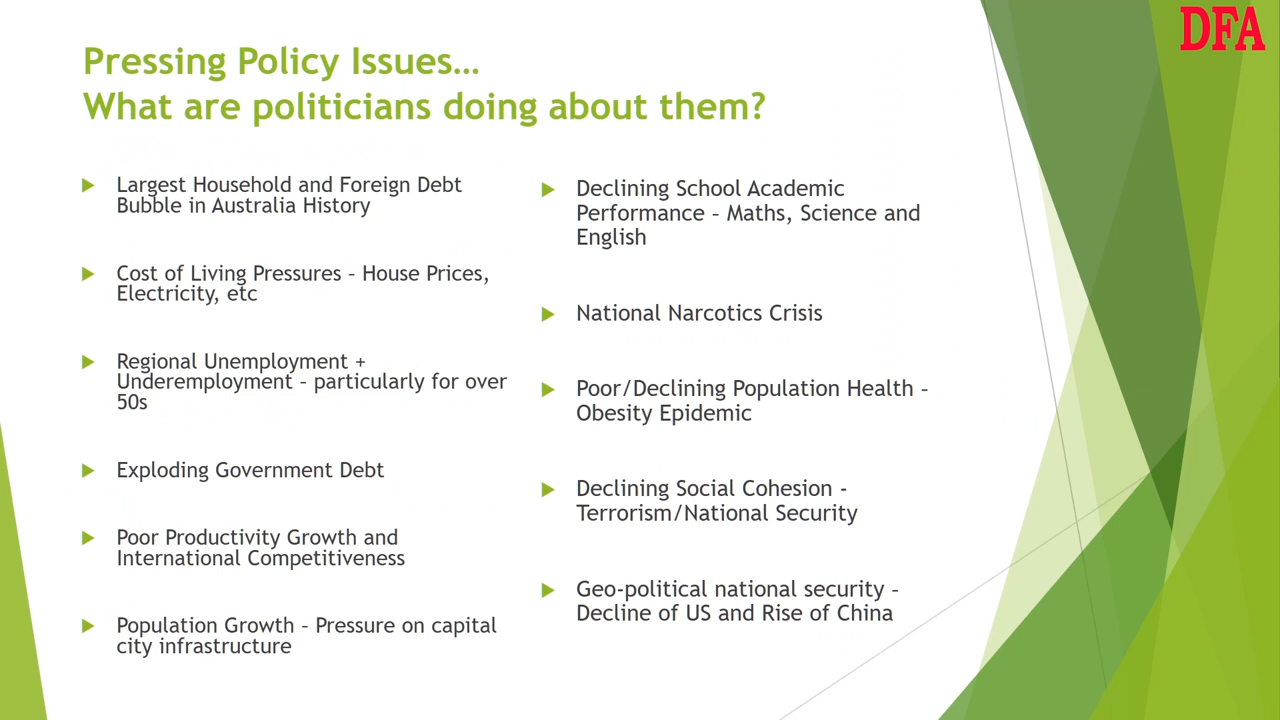 DFA
Pressing Policy Issues…
What are politicians doing about them?
Largest Household and Foreign Debt
Bubble in Australia History
Cost of Living Pressures – House Prices,
Electricity, etc
Regional Unemployment +
Underemployment – particularly for over
50s
Exploding Government Debt
Poor Productivity Growth and
International Competitiveness
Population Growth – Pressure on capital
city infrastructure
Declining School Academic
Performance – Maths, Science and
English
National Narcotics Crisis
Poor/Declining Population Health –
Obesity Epidemic
Declining Social Cohesion -
Terrorism/National Security
Geo-political national security –
Decline of US and Rise of China